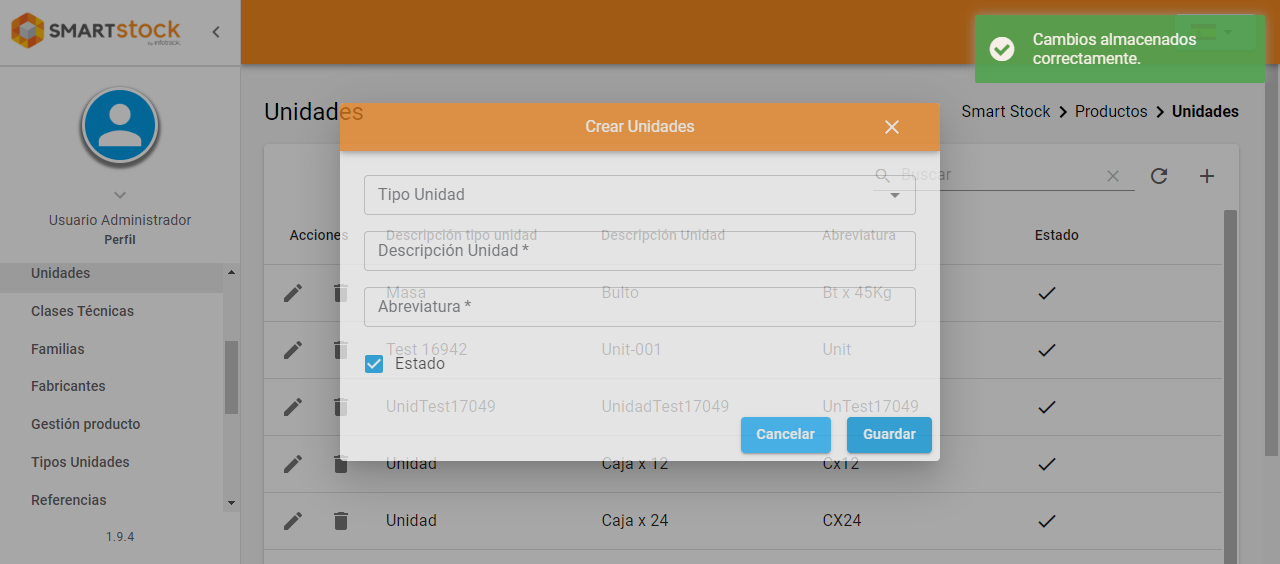 SMARTSTOCK
by infotrack.
Cambios almacenados
correctamente.
Unidades
Smart Stock > Productos > Unidades
Crear Unidades
Buscar
Tipo Unidad
Usuario Administrador
Perfil
Acciones Descripción tipo unidad Descripción Unidad Abreviatura Estado
Descripción Unidad *
Unidades
Masa Bulto Bt x 45Kg
Abreviatura *
Clases Técnicas
Familias
Test 16942 Unit-001 Unit
Estado
Fabricantes
UnidTest17049 UnidadTest17049 UnTest17049
Gestión producto
Cancelar Guardar
Tipos Unidades
Unidad Caja x 12 Cx12
Referencias
Unidad Caja x 24 CX24
1.9.4